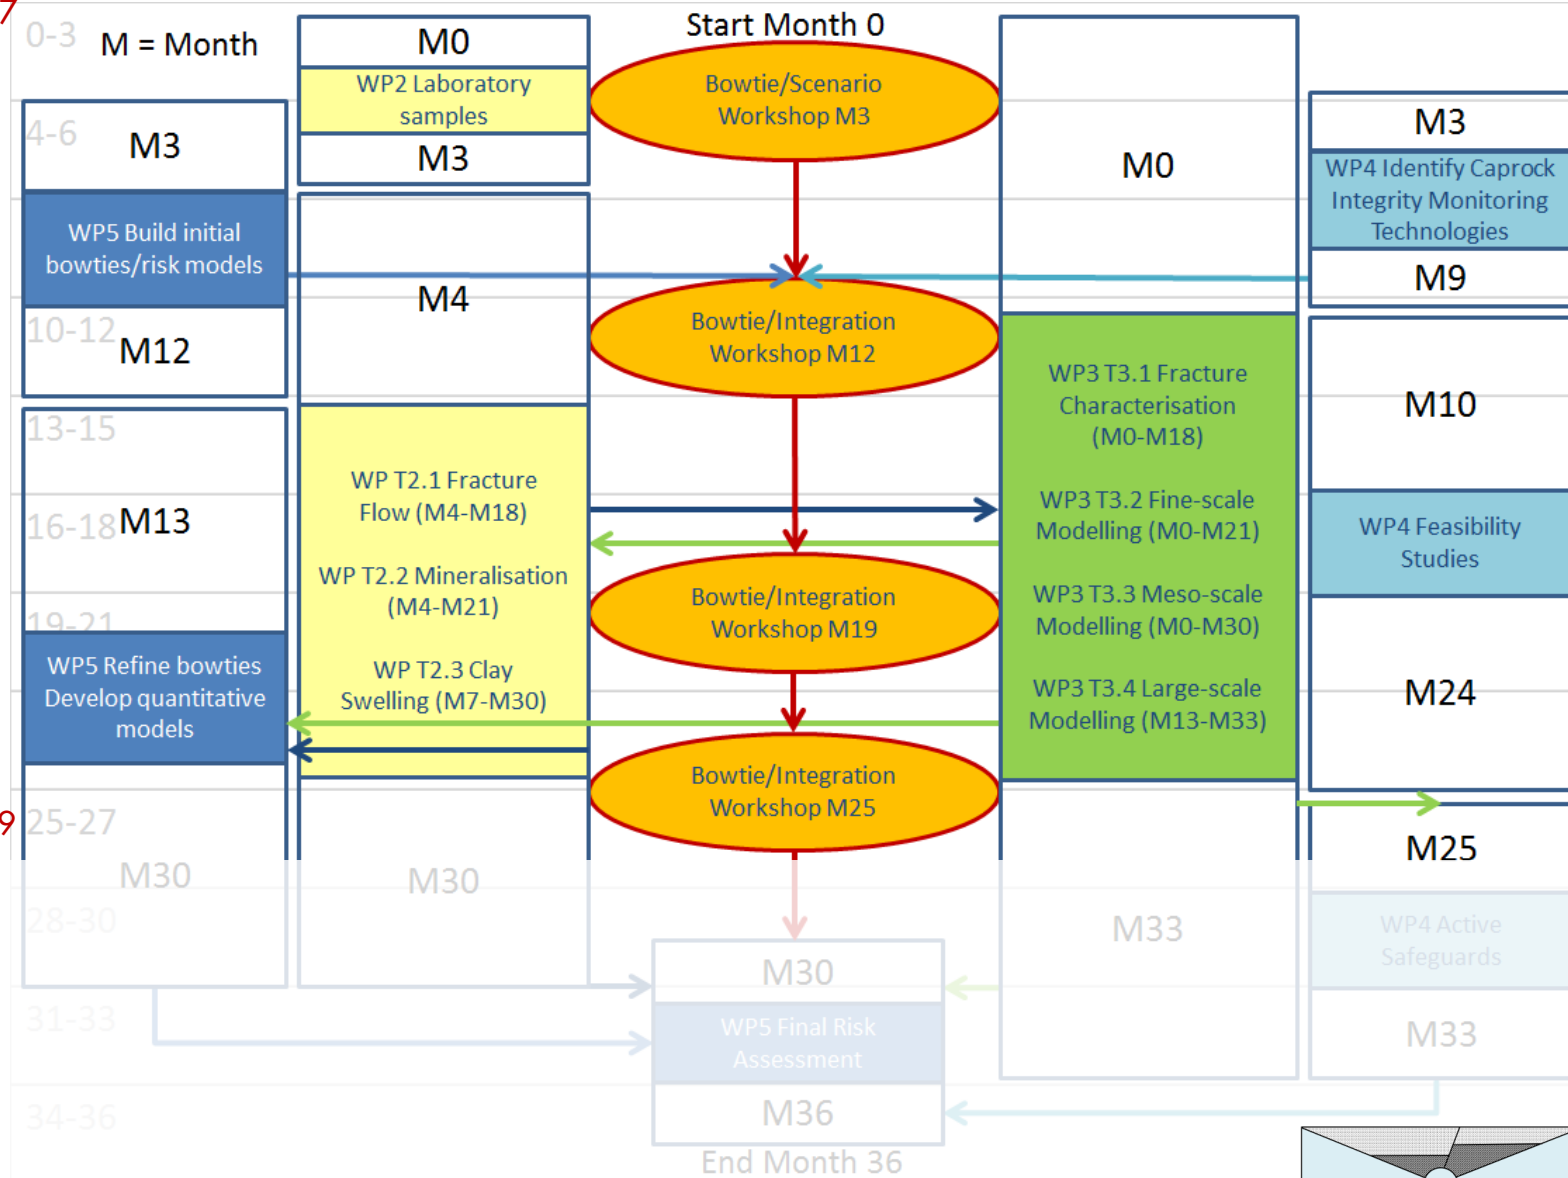 7
0-3
M = Month
M0
WP2 Laboratory
samples
M3
Start Month 0
Bowtie/Scenario
Workshop M3
M0
M3
WP4 Identify Caprock
Integrity Monitoring
Technologies
M9
4-6
M3
WP5 Build initial
bowties/risk models
M12
10-12
M4
Bowtie/Integration
Workshop M12
WP3 T3.1 Fracture
Characterisation
(M0-M18)
WP3 T3.2 Fine-scale
Modelling (M0-M21)
WP3 T3.3 Meso-scale
Modelling (M0-M30)
WP3 T3.4 Large-scale
Modelling (M13-M33)
M10
WP4 Feasibility
Studies
M24
13-15
16-18
M13
19-21
WP5 Refine bowties
Develop quantitative
models
WP T2.1 Fracture
Flow (M4-M18)
WP T2.2 Mineralisation
(M4-M21)
WP T2.3 Clay
Swelling (M7-M30)
Bowtie/Integration
Workshop M19
Bowtie/Integration
Workshop M25
9
25-27
M30
M30
M33
M25
28-30
WP4 Active
Safeguards
M33
31-33
M30
WP5 Final Risk
Assessment
M36
34-36
End Month 36